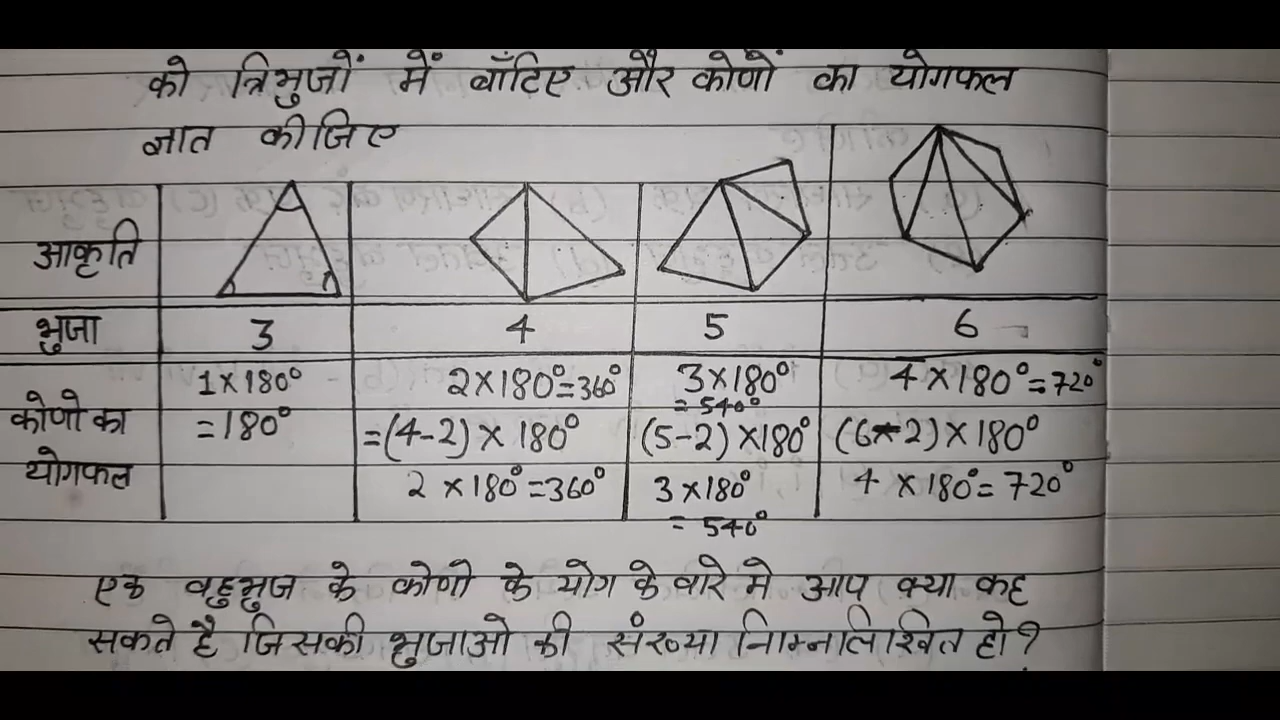 को त्रिभुजों में बाँटिए और कोणों का योगफल
ज्ञात कीजिए
आकृति
भुजा 3 4 5 6
कोणो का योगफल
1 × 180° = 180°
2 × 180° = 360°
= (4-2) × 180°
2 × 180° = 360°
3 × 180°
= 540°
(5-2) × 180°
3 × 180°
= 540°
4 × 180° = 720°
(6-2) × 180°
4 × 180° = 720°
एक बहुभुज के कोणो के योग के बारे मे आप क्या कह
सकते है जिसकी भुजाओ की संख्या निम्नलिखित हो?